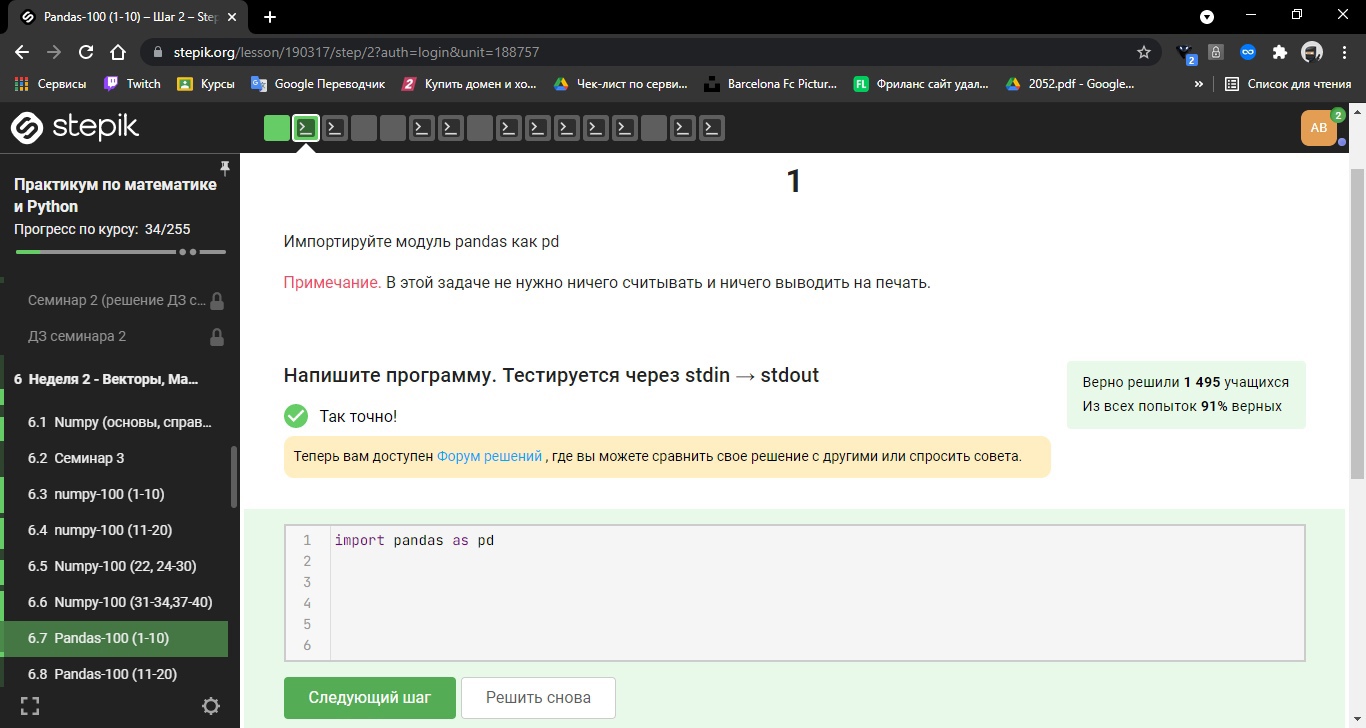 Pandas-100 (1-10) – Шаг 2 – Step
stepik.org/lesson/190317/step/2?auth=login&unit=188757
2
Сервисы Twitch Курсы Google Переводчик Купить домен и хо... Чек-лист по серви... Barcelona Fc Pictur... FL Фриланс сайт удал... 2052.pdf - Google... » Список для чтения
stepik
AB 2
Практикум по математике
и Python
Прогресс по курсу: 34/255
Семинар 2 (решение ДЗ с...
ДЗ семинара 2
6 Неделя 2 - Векторы, Ма...
6.1 Numpy (основы, справ...
6.2 Семинар 3
6.3 numpy-100 (1-10)
6.4 numpy-100 (11-20)
6.5 Numpy-100 (22, 24-30)
6.6 Numpy-100 (31-34,37-40)
6.7 Pandas-100 (1-10)
6.8 Pandas-100 (11-20)
1
Импортируйте модуль pandas как pd
Примечание. В этой задаче не нужно ничего считывать и ничего выводить на печать.
Напишите программу. Тестируется через stdin → stdout
Верно решили 1 495 учащихся
Из всех попыток 91% верных
Так точно!
Теперь вам доступен Форум решений , где вы можете сравнить свое решение с другими или спросить совета.
1 import pandas as pd
2
3
4
5
6
Следующий шаг Решить снова